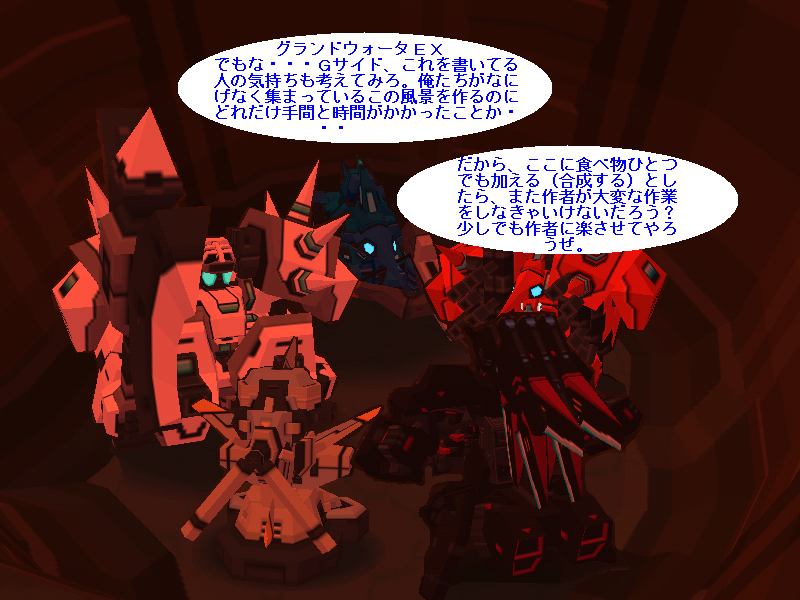 グランドウォータEX
でもな・・・Gサイド、これを書いてる
人の気持ちも考えてみろ。俺たちがなに
げなく集まっているこの風景を作るのに
どれだけ手間と時間がかかったことか・
・・
だから、ここに食べ物ひとつ
でも加える（合成する）とし
たら、また作者が大変な作業
をしなきゃいけないだろう？
少しでも作者に楽させてやろ
うぜ。